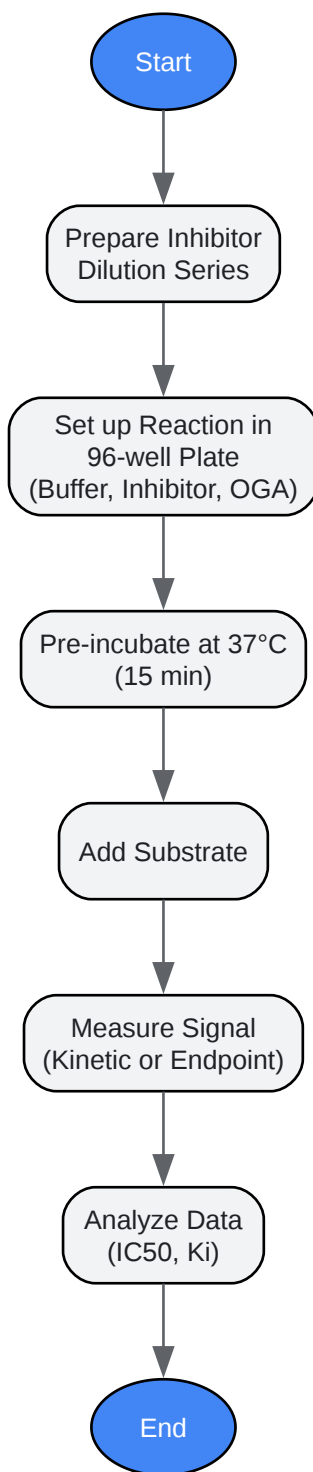 Start
Prepare Inhibitor
Dilution Series
Set up Reaction in
96-well Plate
(Buffer, Inhibitor, OGA)
Pre-incubate at 37°C
(15 min)
Add Substrate
Measure Signal
(Kinetic or Endpoint)
Analyze Data
(IC50, Ki)
End